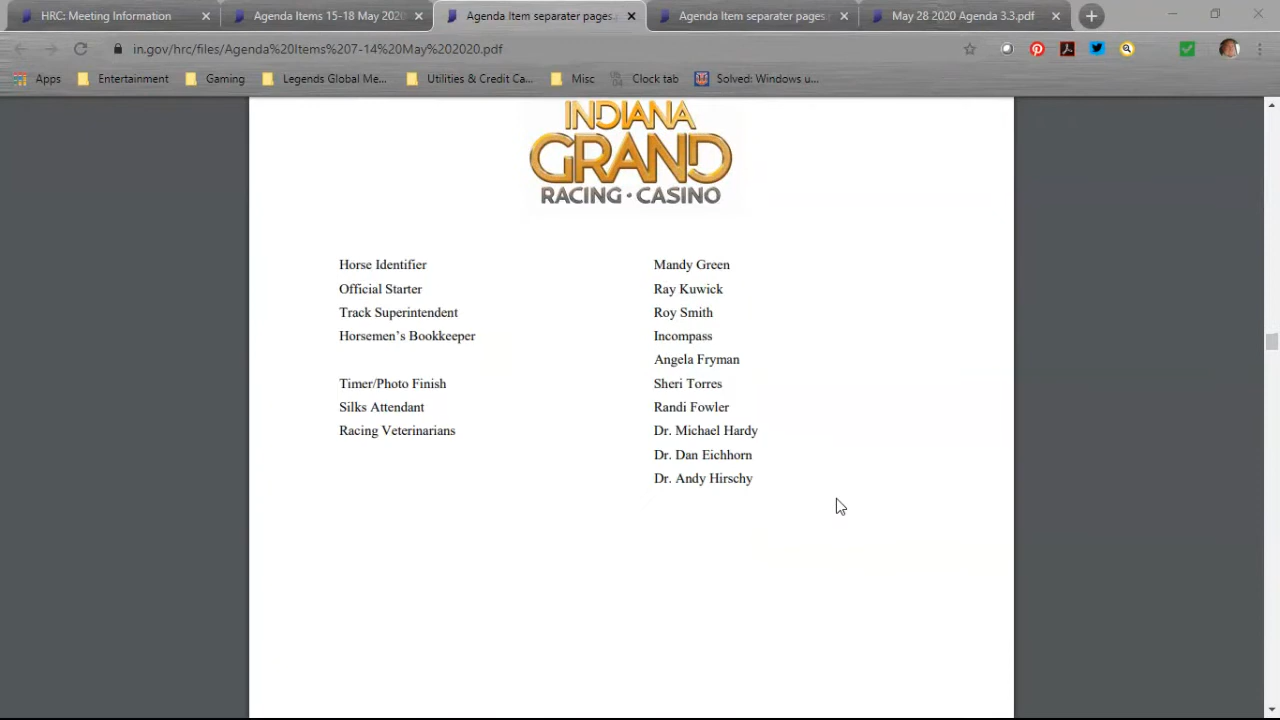 HRC: Meeting Information
Agenda Items 15-18 May 2020
Agenda Item separater pages.
Agenda Item separater pages
May 28 2020 Agenda 3.3.pdf
in.gov/hrc/files/Agenda%20Items%207-14%20May%202020.pdf
Apps Entertainment Gaming Legends Global Me... Utilities & Credit Ca... Misc Clock tab Solved: Windows u...
INDIANA
GRAND
RACING · CASINO
Horse Identifier Mandy Green
Official Starter Ray Kuwick
Track Superintendent Roy Smith
Horsemen's Bookkeeper Incompass
Angela Fryman
Timer/Photo Finish Sheri Torres
Silks Attendant Randi Fowler
Racing Veterinarians Dr. Michael Hardy
Dr. Dan Eichhorn
Dr. Andy Hirschy